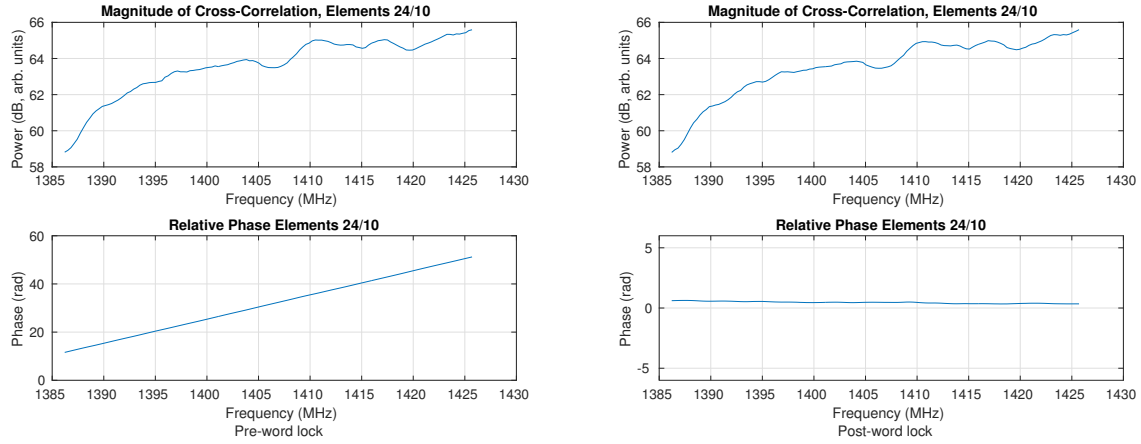 Magnitude of Cross-Correlation, Elements 24/10
66
64
62
60
58
Power (dB, arb. units)
1385 1390 1395 1400 1405 1410 1415 1420 1425 1430
Frequency (MHz)
Relative Phase Elements 24/10
60
40
20
0
Phase (rad)
1385 1390 1395 1400 1405 1410 1415 1420 1425 1430
Frequency (MHz)
Pre-word lock
Magnitude of Cross-Correlation, Elements 24/10
66
64
62
60
58
Power (dB, arb. units)
1385 1390 1395 1400 1405 1410 1415 1420 1425 1430
Frequency (MHz)
Relative Phase Elements 24/10
5
0
-5
Phase (rad)
1385 1390 1395 1400 1405 1410 1415 1420 1425 1430
Frequency (MHz)
Post-word lock